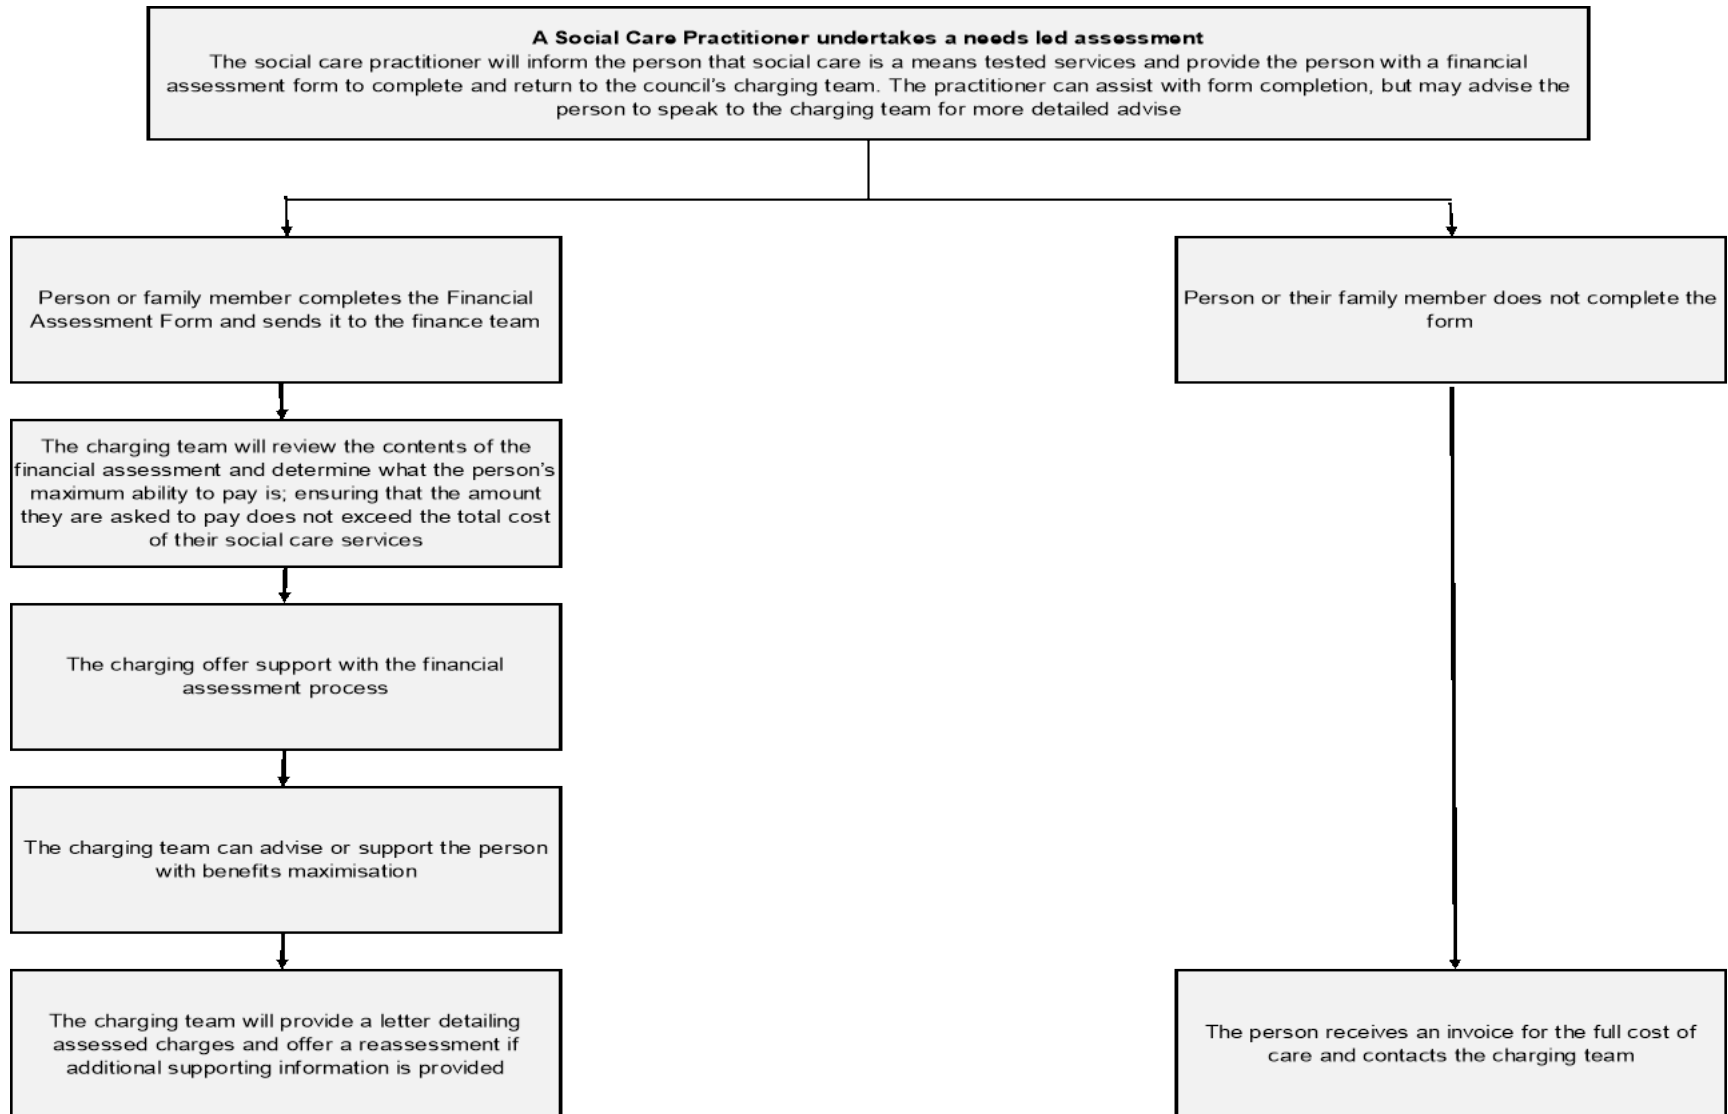 A Social Care Practitioner undertakes a needs led assessment
The social care practitioner will inform the person that social care is a means tested services and provide the person with a financial
assessment form to complete and return to the council's charging team. The practitioner can assist with form completion, but may advise the
person to speak to the charging team for more detailed advise
Person or family member completes the Financial
Assessment Form and sends it to the finance team
Person or their family member does not complete the
form
The charging team will review the contents of the
financial assessment and determine what the person's
maximum ability to pay is; ensuring that the amount
they are asked to pay does not exceed the total cost
of their social care services
The charging offer support with the financial
assessment process
The charging team can advise or support the person
with benefits maximisation
The charging team will provide a letter detailing
assessed charges and offer a reassessment if
additional supporting information is provided
The person receives an invoice for the full cost of
care and contacts the charging team